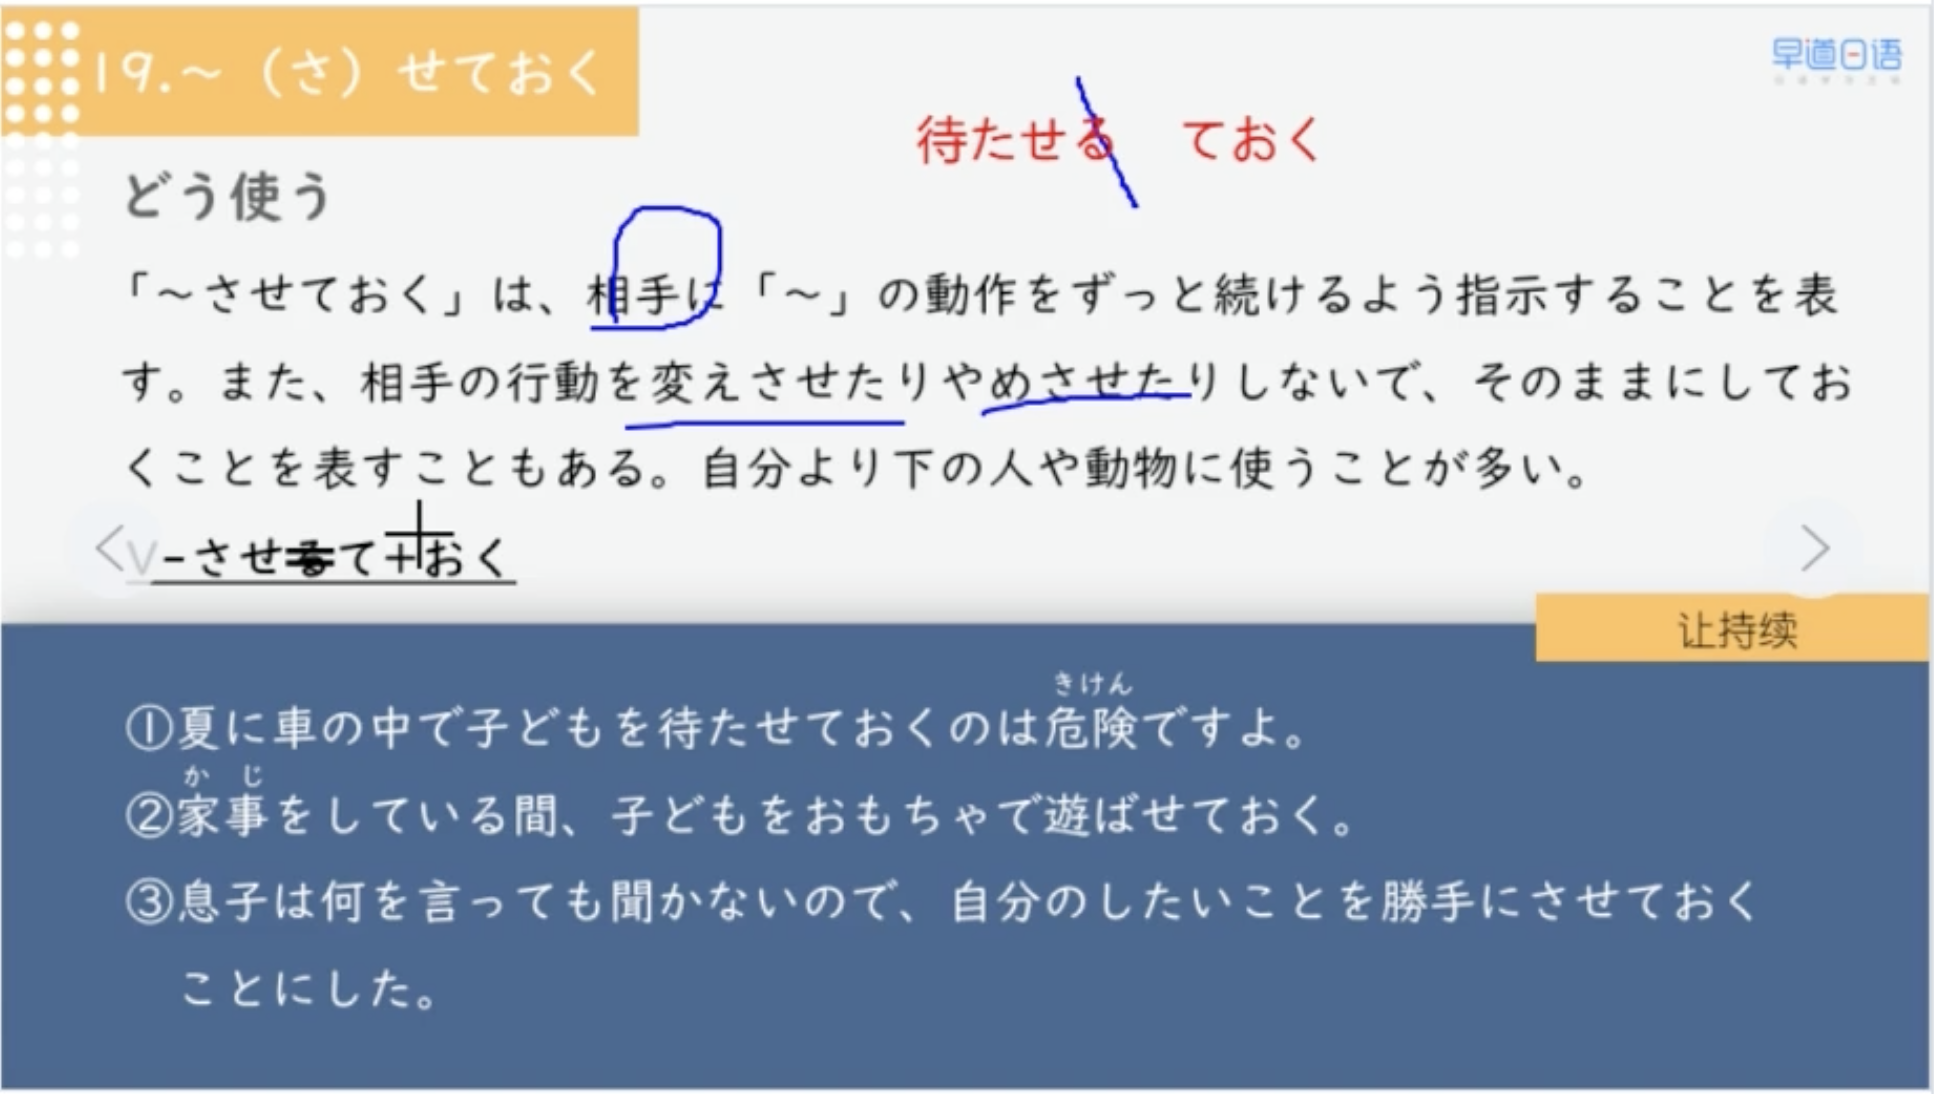 19.～（さ）せておく
早道日语
待たせる　ておく
どう使う
「～させておく」は、相手に「～」の動作をずっと続けるよう指示することを表
す。また、相手の行動を変えさせたりやめさせたりしないで、そのままにしてお
くことを表すこともある。自分より下の人や動物に使うことが多い。
V-させるて＋おく
让持续
きけん
①夏に車の中で子どもを待たせておくのは危険ですよ。
かじ
②家事をしている間、子どもをおもちゃで遊ばせておく。
③息子は何を言っても聞かないので、自分のしたいことを勝手にさせておく
ことにした。